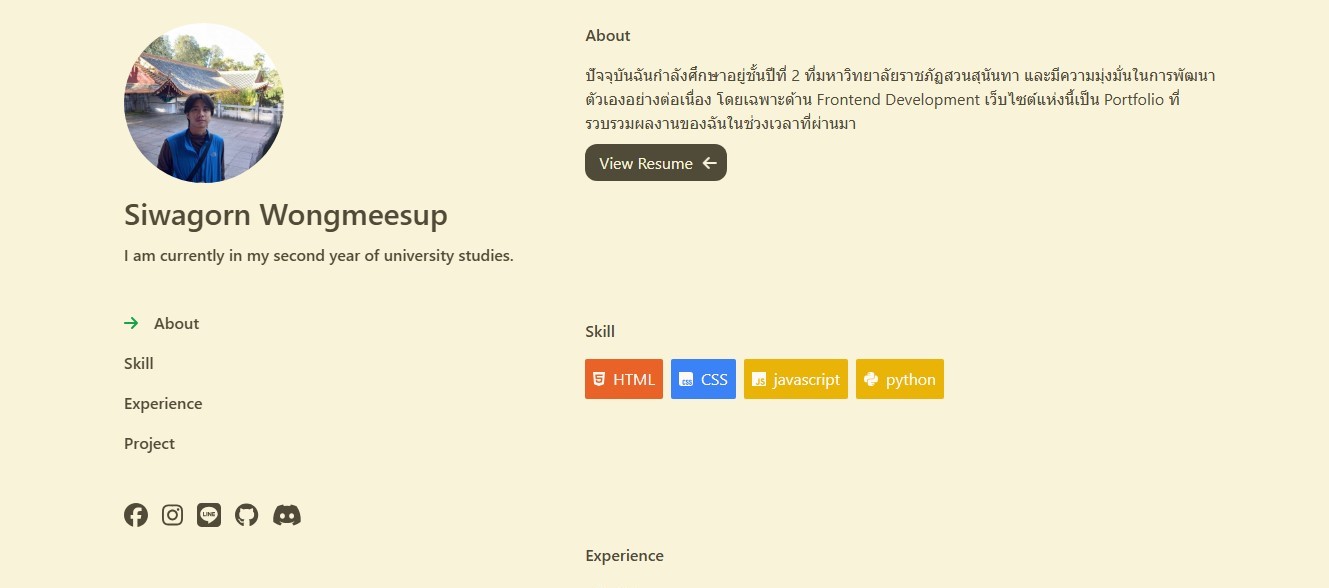 Siwagorn Wongmeesup
I am currently in my second year of university studies.
About
Skill
Experience
Project
LINE
About
ปัจจุบันฉันกำลังศึกษาอยู่ชั้นปีที่ 2 ที่มหาวิทยาลัยราชภัฏสวนสุนันทา และมีความมุ่งมั่นในการพัฒนา
ตัวเองอย่างต่อเนื่อง โดยเฉพาะด้าน Frontend Development เว็บไซต์แห่งนี้เป็น Portfolio ที่
รวบรวมผลงานของฉันในช่วงเวลาที่ผ่านมา
View Resume
Skill
HTML
CSS CSS
JS javascript
python
Experience